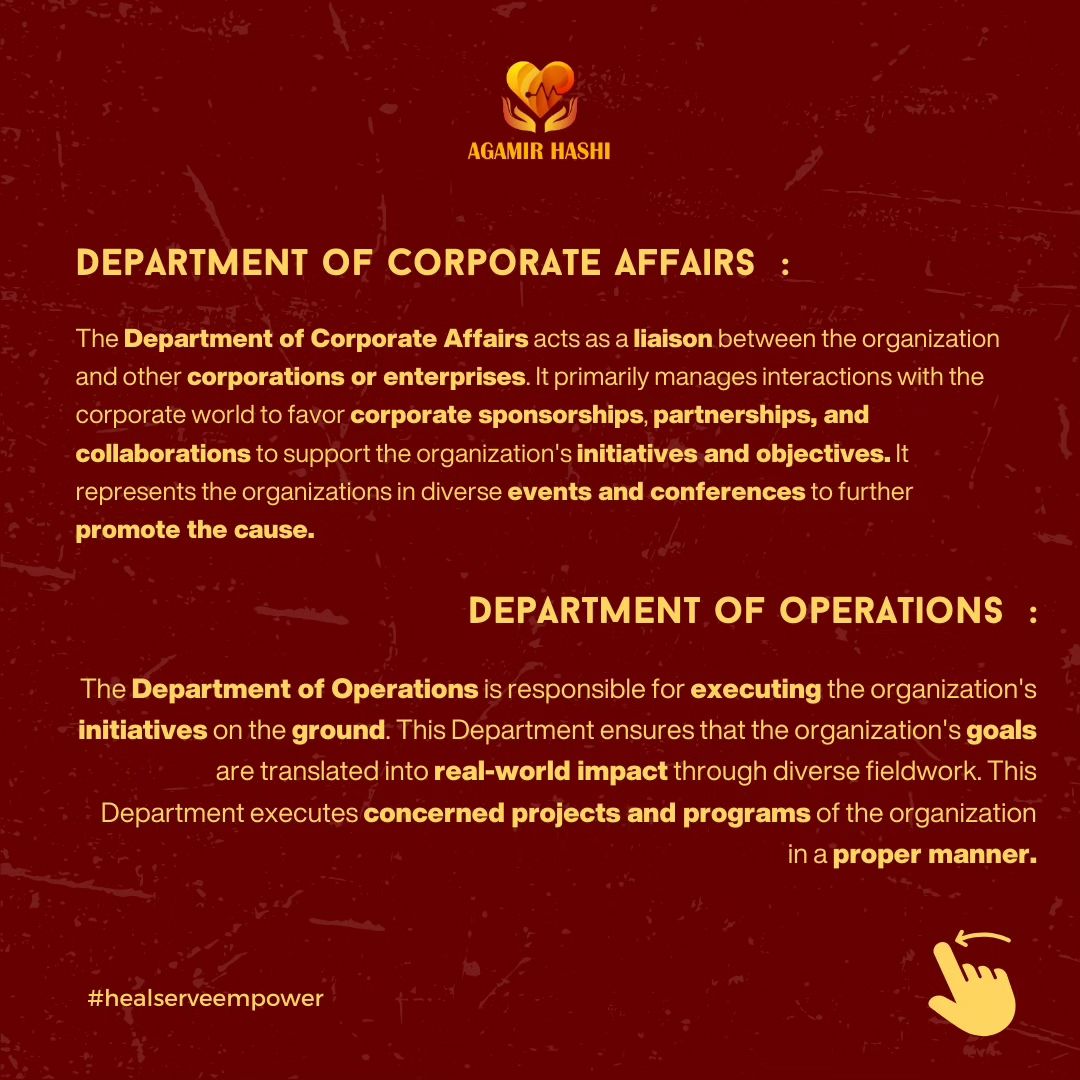 AGAMIR HASHI
DEPARTMENT OF CORPORATE AFFAIRS :
The Department of Corporate Affairs acts as a liaison between the organization
and other corporations or enterprises. It primarily manages interactions with the
corporate world to favor corporate sponsorships, partnerships, and
collaborations to support the organization's initiatives and objectives. It
represents the organizations in diverse events and conferences to further
promote the cause.
DEPARTMENT OF OPERATIONS :
The Department of Operations is responsible for executing the organization's
initiatives on the ground. This Department ensures that the organization's goals
are translated into real-world impact through diverse fieldwork. This
Department executes concerned projects and programs of the organization
in a proper manner.
#healserveempower